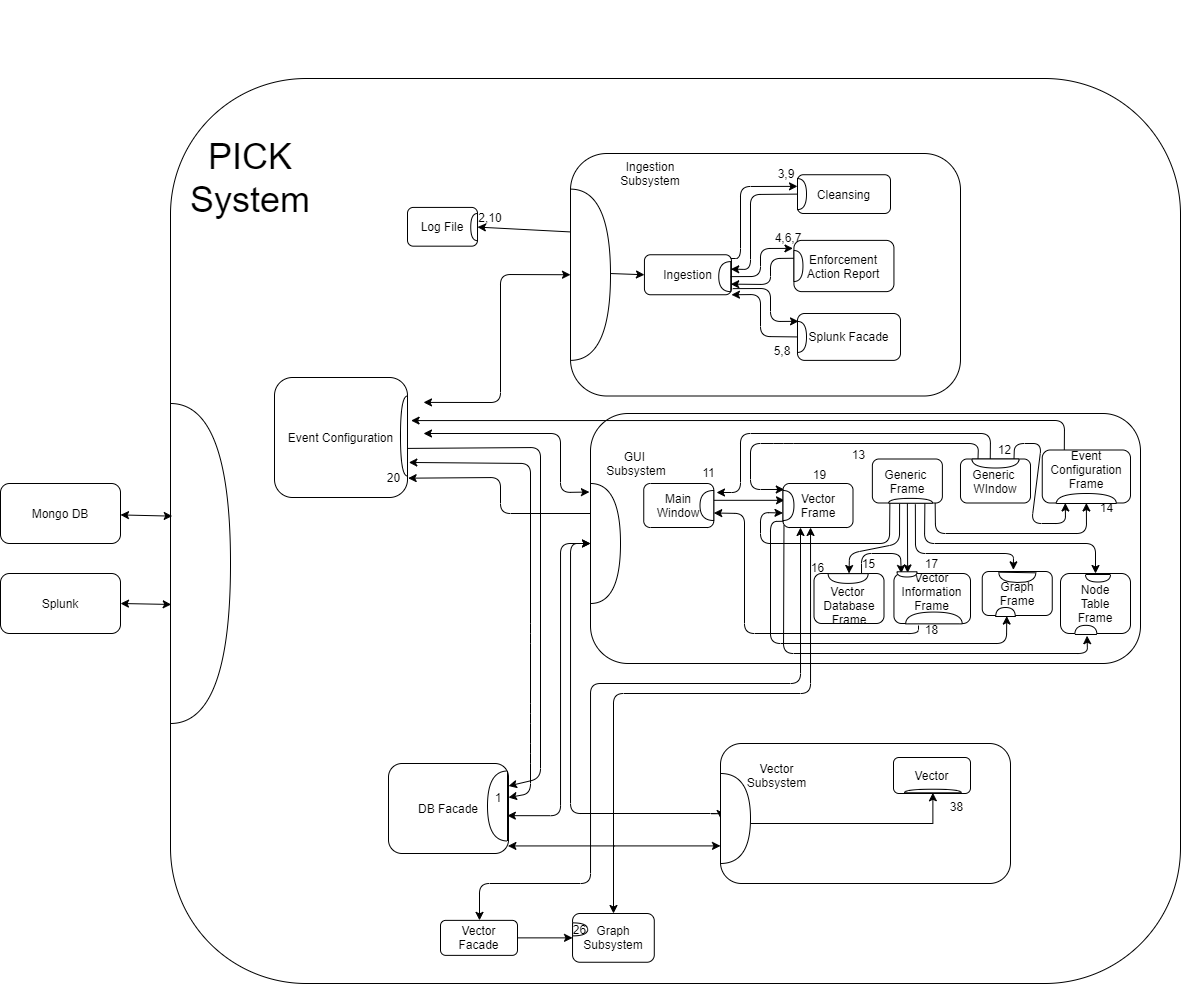 PICK
System
Ingestion
Subsystem
3,9
Cleansing
Log File
2,10
4,6,7
Enforcement
Action Report
Ingestion
Splunk Facade
5,8
Event Configuration
20
GUI
Subsystem
11
Main
Window
19
Vector
Frame
13
Generic
Frame
12
Generic
WIndow
Event
Configuration
Frame
14
Mongo DB
Splunk
16
15
17
Vector
Database
Frame
Vector
Information
Frame
18
Graph
Frame
Node
Table
Frame
DB Facade
1
Vector
Subsystem
Vector
38
Vector
Facade
26
Graph
Subsystem